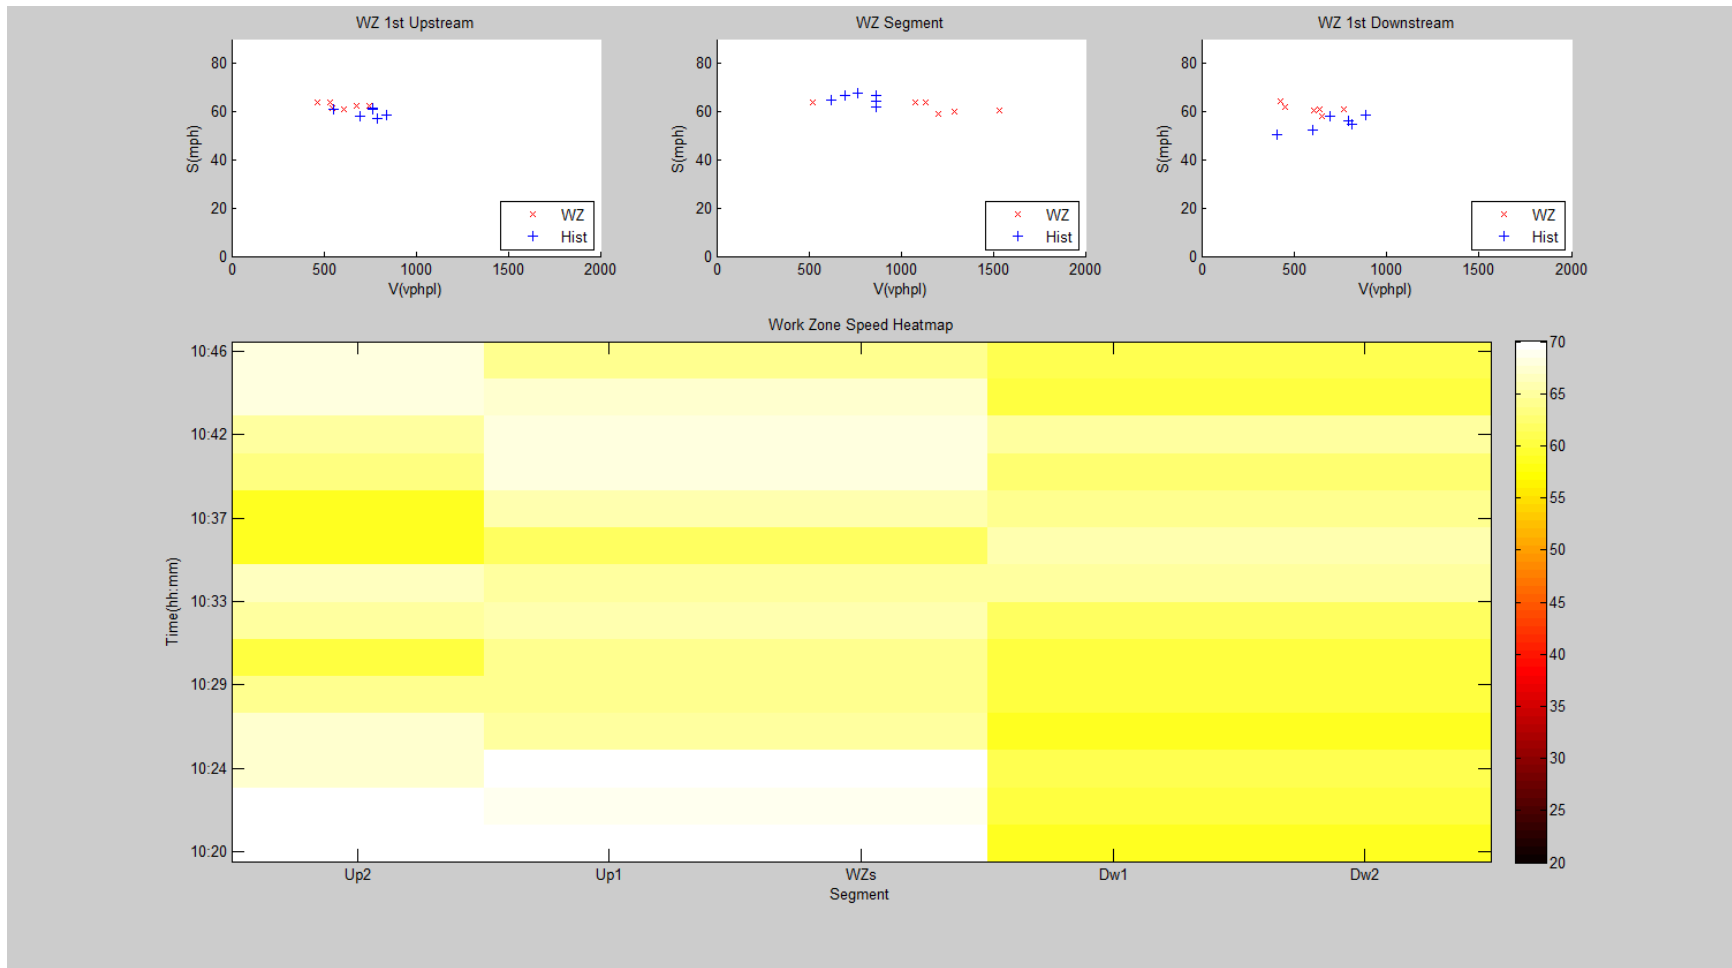 WZ 1st Upstream
80
60
40
20
0
S(mph)
0 500 1000 1500 2000
V(vphpl)
WZ
Hist
WZ Segment
80
60
40
20
0
S(mph)
0 500 1000 1500 2000
V(vphpl)
WZ
Hist
WZ 1st Downstream
80
60
40
20
0
S(mph)
0 500 1000 1500 2000
V(vphpl)
WZ
Hist
Work Zone Speed Heatmap
10:46
10:42
10:37
10:33
10:29
10:24
10:20
Time(hh:mm)
Up2 Up1 WZs Dw1 Dw2
Segment
70
65
60
55
50
45
40
35
30
25
20